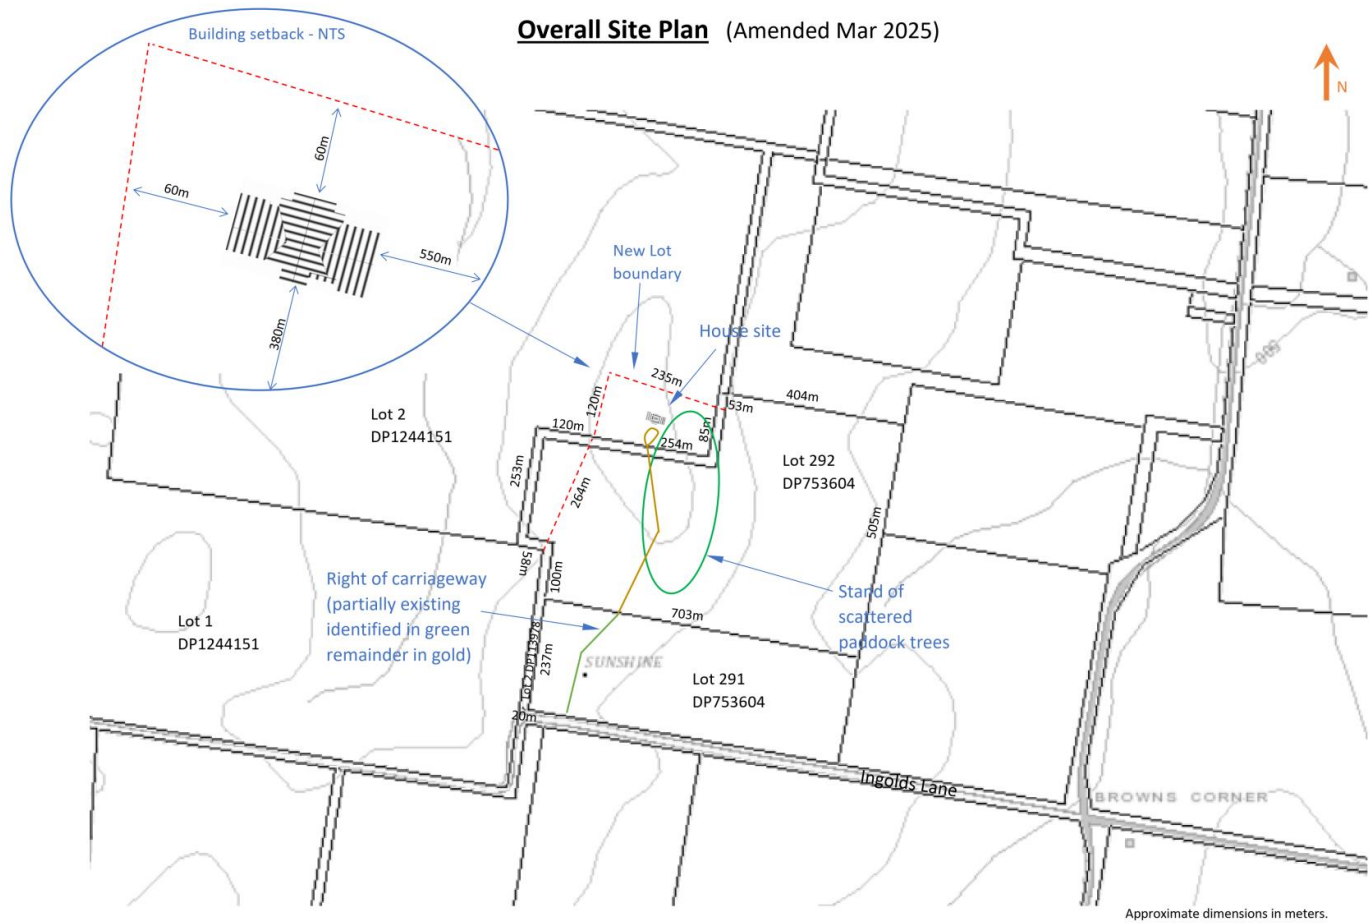 Overall Site Plan (Amended Mar 2025)
Building setback - NTS
N
60m
60m
550m
380m
New Lot
boundary
House site
235m
53m
404m
120m
85m
120m
254m
Lot 2
DP1244151
253m
264m
Lot 292
DP753604
505m
600
58m
100m
Right of carriageway
(partially existing
identified in green
remainder in gold)
703m
Stand of
scattered
paddock trees
Lot 1
DP1244151
Lot 2 DP113978
237m
SUNSHINE
Lot 291
DP753604
20m
Ingolds Lane
BROWNS CORNER
Approximate dimensions in meters.